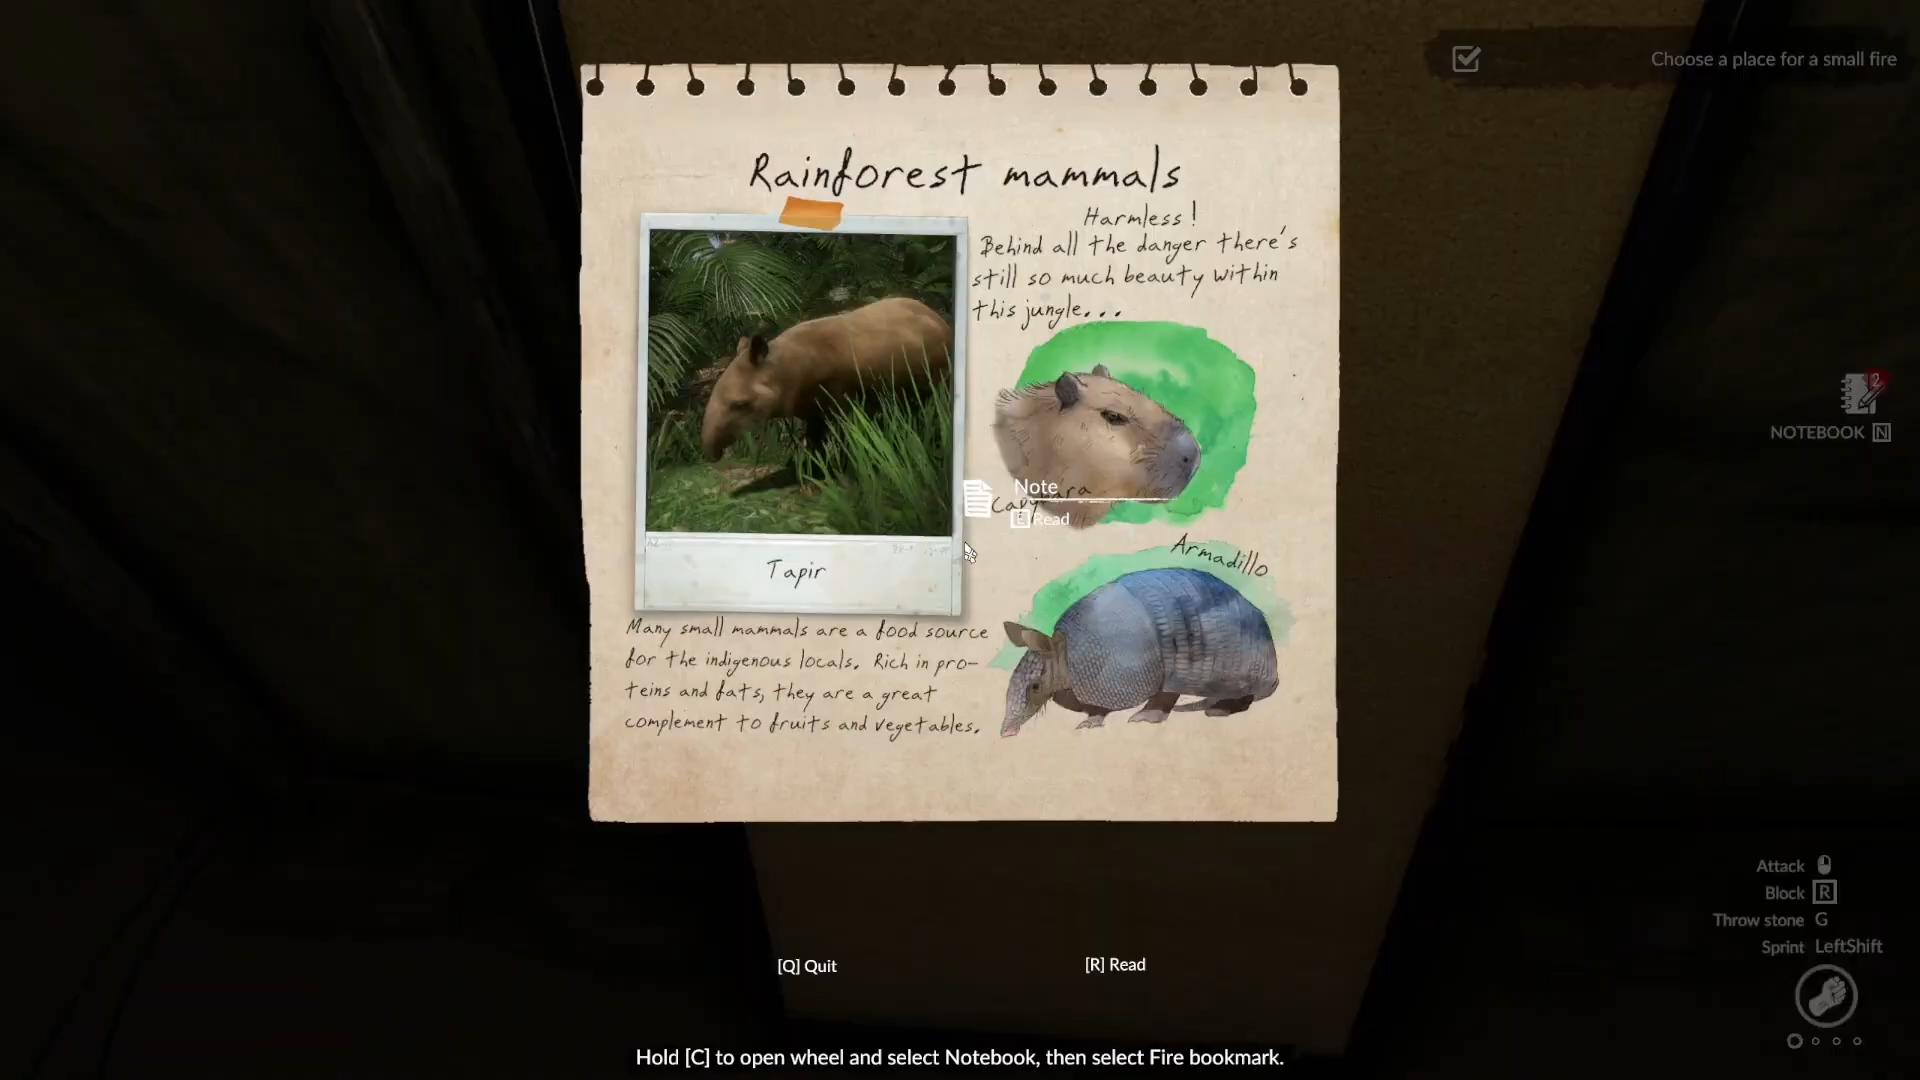 Choose a place for a small fire
Rainforest mammals
Harmless!
Behind all the danger there's
still so much beauty within
this jungle...
2
NOTEBOOK N
Note
Capybara
E Read
Armadillo
Tapir
Many small mammals are a food source
for the indigenous locals. Rich in pro-
teins and fats, they are a great
complement to fruits and vegetables.
Attack
Block R
Throw stone G
Sprint LeftShift
[Q] Quit
[R] Read
Hold [C] to open wheel and select Notebook, then select Fire bookmark.